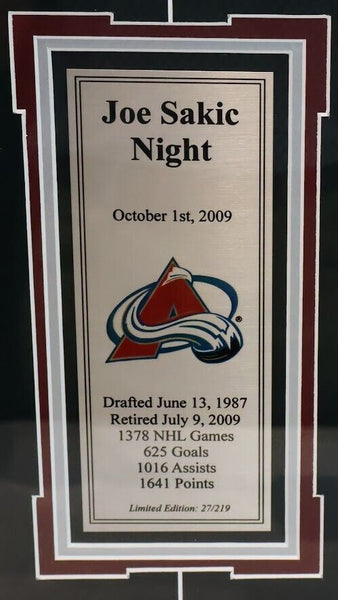 Joe Sakic
Night
October 1st, 2009
A
®
Drafted June 13, 1987
Retired July 9, 2009
1378 NHL Games
625 Goals
1016 Assists
1641 Points
Limited Edition: 27/219